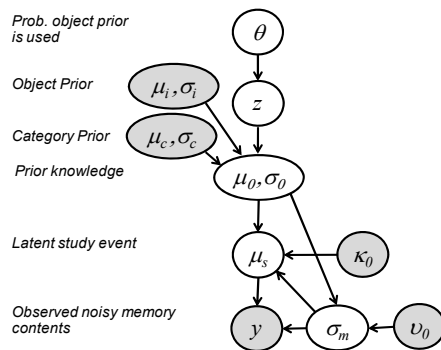 Prob. object prior
is used
θ
Object Prior
μi,σi
z
Category Prior
μc,σc
Prior knowledge
μ0,σ0
Latent study event
μs
κ0
Observed noisy memory
contents
y
σm
υ0